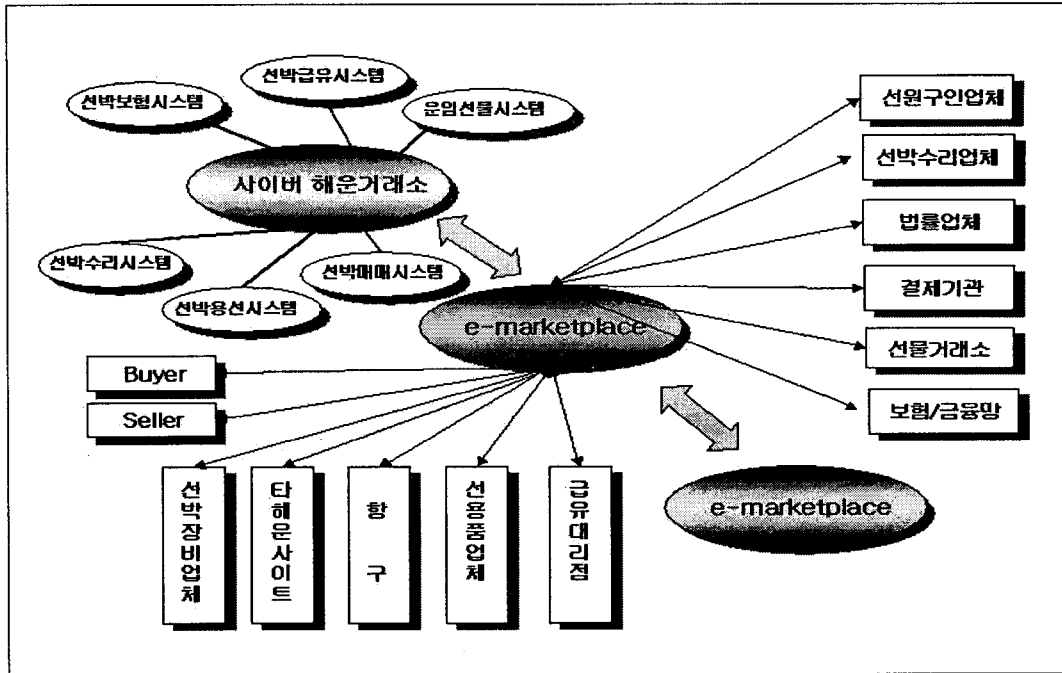 선박급유시스템
선박보험시스템
운임선물시스템
사이버 해운거래소
선박수리시스템
선박매매시스템
선박용선시스템
e-marketplace
선원구인업체
선박수리업체
법률업체
결제기관
선물거래소
보험/금융망
Buyer
Seller
선박장비업체
타해운사이트
항구
선용품업체
급유대리점
e-marketplace